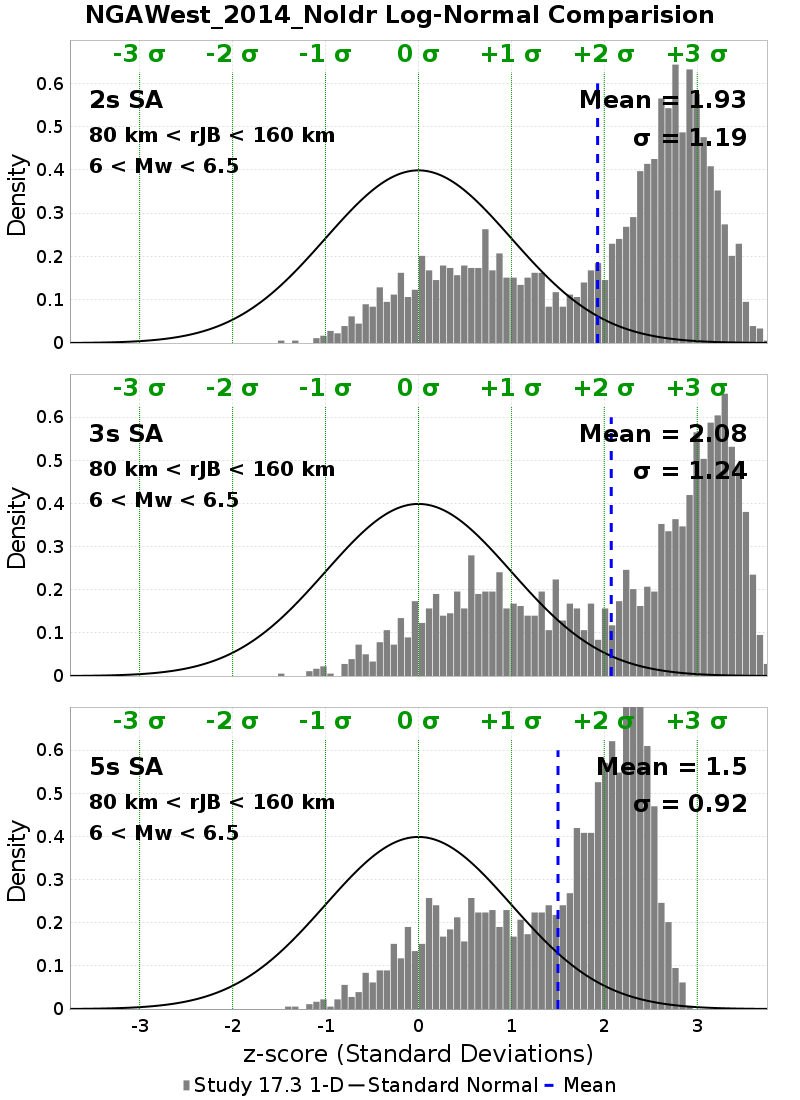 NGAWest_2014_NoIdr Log-Normal Comparision
-3 σ -2 σ -1 σ 0 σ +1 σ +2 σ +3 σ
2s SA
Mean = 1.93
80 km < rJB < 160 km
σ = 1.19
6 < Mw < 6.5
0.6
0.5
0.4
0.3
0.2
0.1
0
Density
-3 σ -2 σ -1 σ 0 σ +1 σ +2 σ +3 σ
3s SA
Mean = 2.08
80 km < rJB < 160 km
σ = 1.24
6 < Mw < 6.5
0.6
0.5
0.4
0.3
0.2
0.1
0
Density
-3 σ -2 σ -1 σ 0 σ +1 σ +2 σ +3 σ
5s SA
Mean = 1.5
80 km < rJB < 160 km
σ = 0.92
6 < Mw < 6.5
0.6
0.5
0.4
0.3
0.2
0.1
0
Density
-3 -2 -1 0 1 2 3
z-score (Standard Deviations)
Study 17.3 1-D Standard Normal Mean